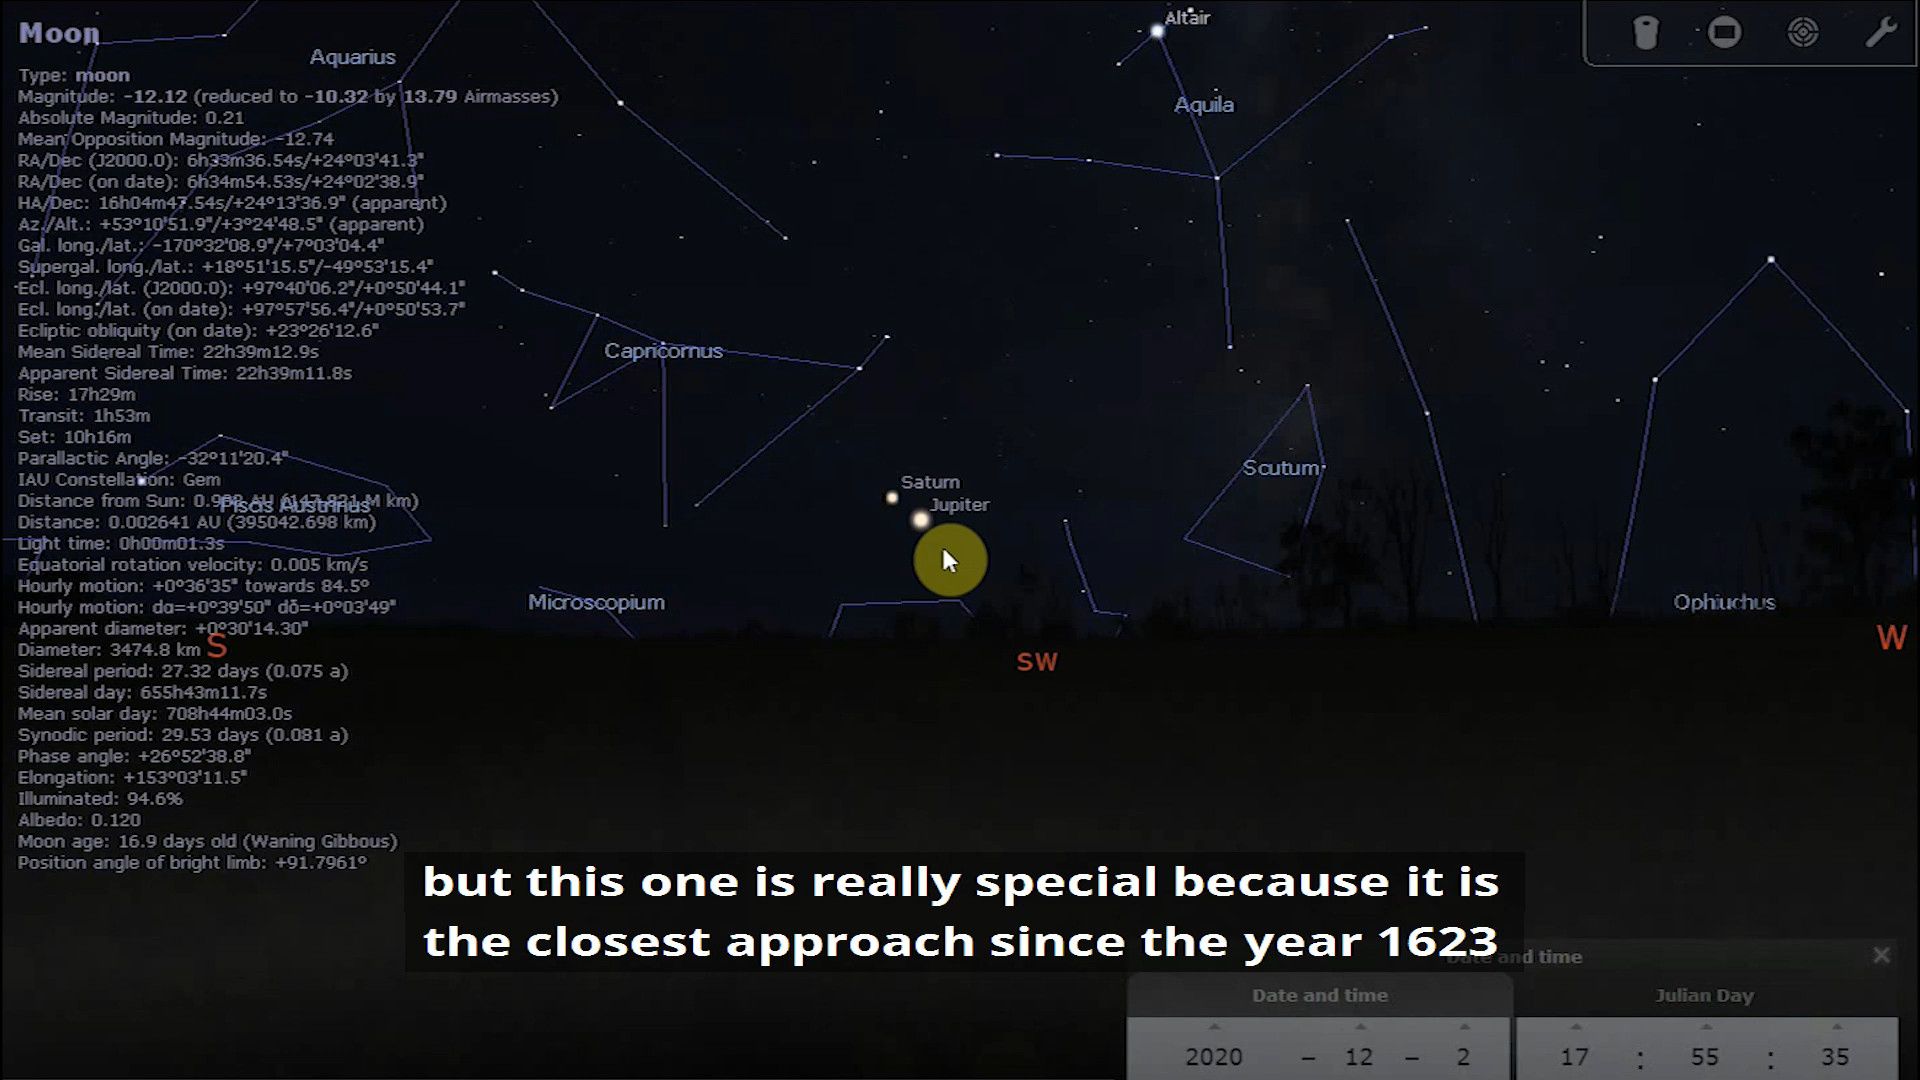 Moon
Type: moon
Magnitude: -12.12 (reduced to -10.32 by 13.79 Airmasses)
Absolute Magnitude: 0.21
Mean Opposition Magnitude: -12.74
RA/Dec (J2000.0): 6h33m36.54s/+24°03'41.3"
RA/Dec (on date): 6h34m54.53s/+24°02'38.9"
HA/Dec: 16h04m47.54s/+24°13'36.9" (apparent)
Az./Alt.: +53°10'51.9"/+3°24'48.5" (apparent)
Gal. long./lat.: -170°32'08.9"/+7°03'04.4"
Supergal. long./lat.: +18°51'15.5"/-49°53'15.4"
Ecl. long./lat. (J2000.0): +97°40'06.2"/+0°50'44.1"
Ecl. long./lat. (on date): +97°57'56.4"/+0°50'53.7"
Ecliptic obliquity (on date): +23°26'12.6"
Mean Sidereal Time: 22h39m12.9s
Apparent Sidereal Time: 22h39m11.8s
Rise: 17h29m
Transit: 1h53m
Set: 10h16m
Parallactic Angle: -32°11'20.4"
IAU Constellation: Gem
Distance from Sun: 0.988 AU (147.821 M km)
Distance: 0.002641 AU (395042.698 km)
Light time: 0h00m01.3s
Equatorial rotation velocity: 0.005 km/s
Hourly motion: +0°36'35" towards 84.5°
Hourly motion: dα=+0°39'50" dδ=+0°03'49"
Apparent diameter: +0°30'14.30"
Diameter: 3474.8 km
Sidereal period: 27.32 days (0.075 a)
Sidereal day: 655h43m11.7s
Mean solar day: 708h44m03.0s
Synodic period: 29.53 days (0.081 a)
Phase angle: +26°52'38.8"
Elongation: +153°03'11.5"
Illuminated: 94.6%
Albedo: 0.120
Moon age: 16.9 days old (Waning Gibbous)
Position angle of bright limb: +91.7961°
Altair
Aquarius
Aquila
Capricornus
Scutum
Saturn
Jupiter
Piscis Austrinus
Microscopium
Ophiuchus
S
SW
W
but this one is really special because it is
the closest approach since the year 1623
Date and time
Date and time
Julian Day
2020 - 12 - 2
17 : 55 : 35